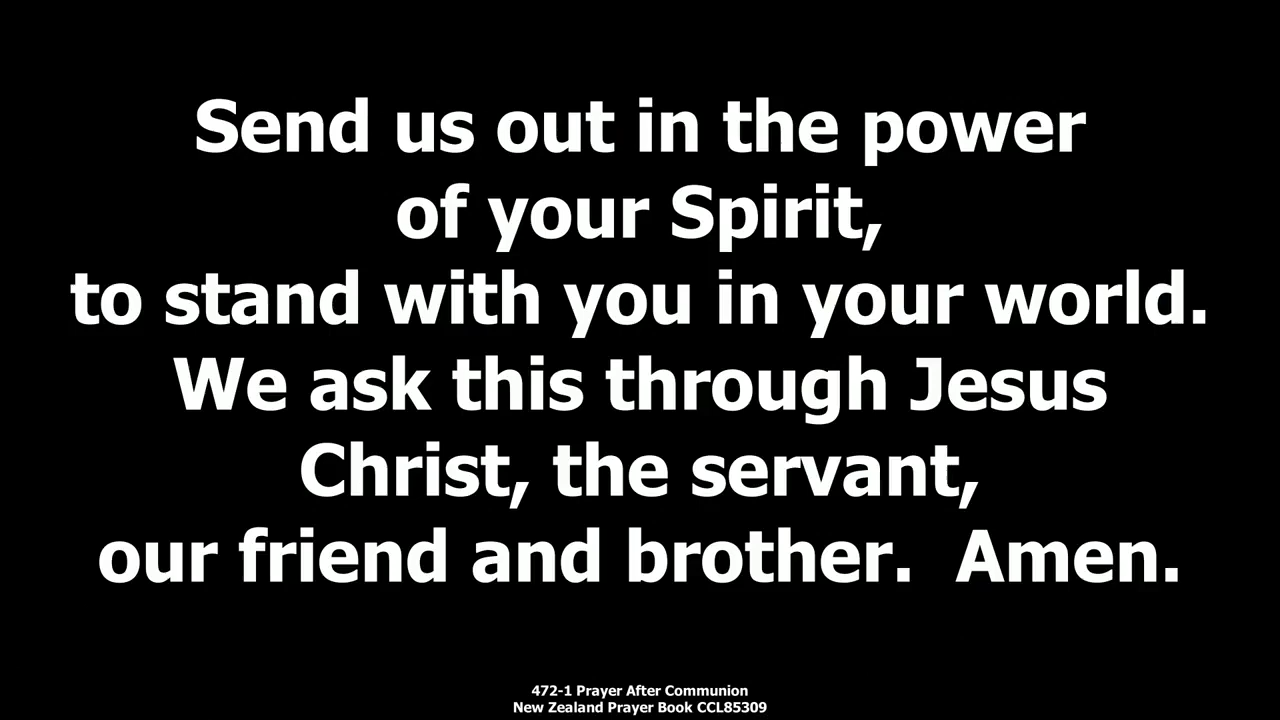 Send us out in the power
of your Spirit,
to stand with you in your world.
We ask this through Jesus
Christ, the servant,
our friend and brother.  Amen.
472-1 Prayer After Communion
New Zealand Prayer Book CCL85309